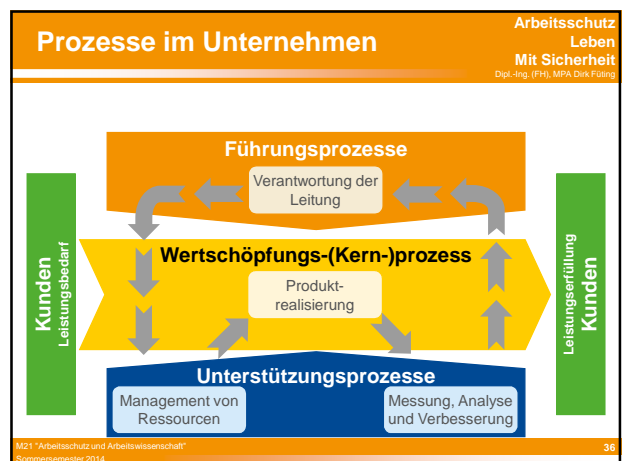 Prozesse im Unternehmen
Arbeitsschutz
Leben
Mit Sicherheit
Dipl.-Ing. (FH), MPA Dirk Füting
Führungsprozesse
Verantwortung der
Leitung
Kunden
Leistungsbedarf
Wertschöpfungs-(Kern-)prozess
Produkt-
realisierung
Leistungserfüllung
Kunden
Unterstützungsprozesse
Management von
Ressourcen
Messung, Analyse
und Verbesserung
M21 "Arbeitsschutz und Arbeitswissenschaft"
36
Sommersemester 2014